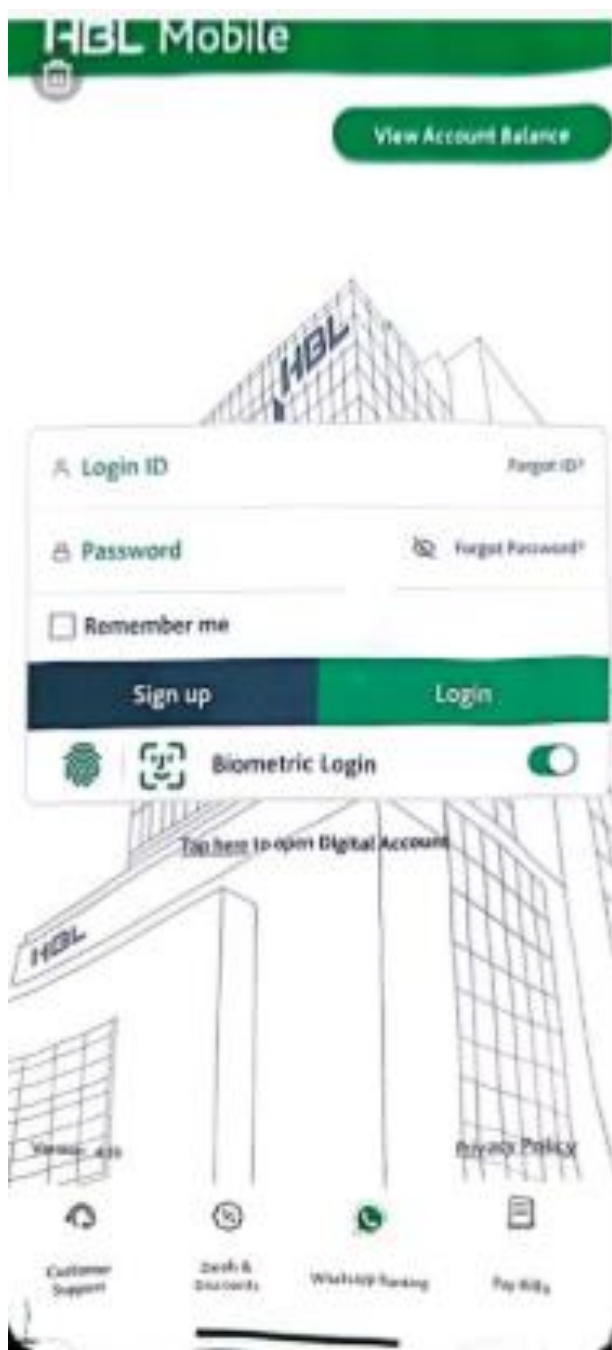 HBL Mobile
View Account Balance
HBL
Login ID
Forgot ID?
Password
Forgot Password?
Remember me
Sign up
Login
Biometric Login
Tap here to open Digital Account
HBL
Privacy Policy
Customer
Support
Deals &
Discounts
WhatsApp Banking
Pay Bills